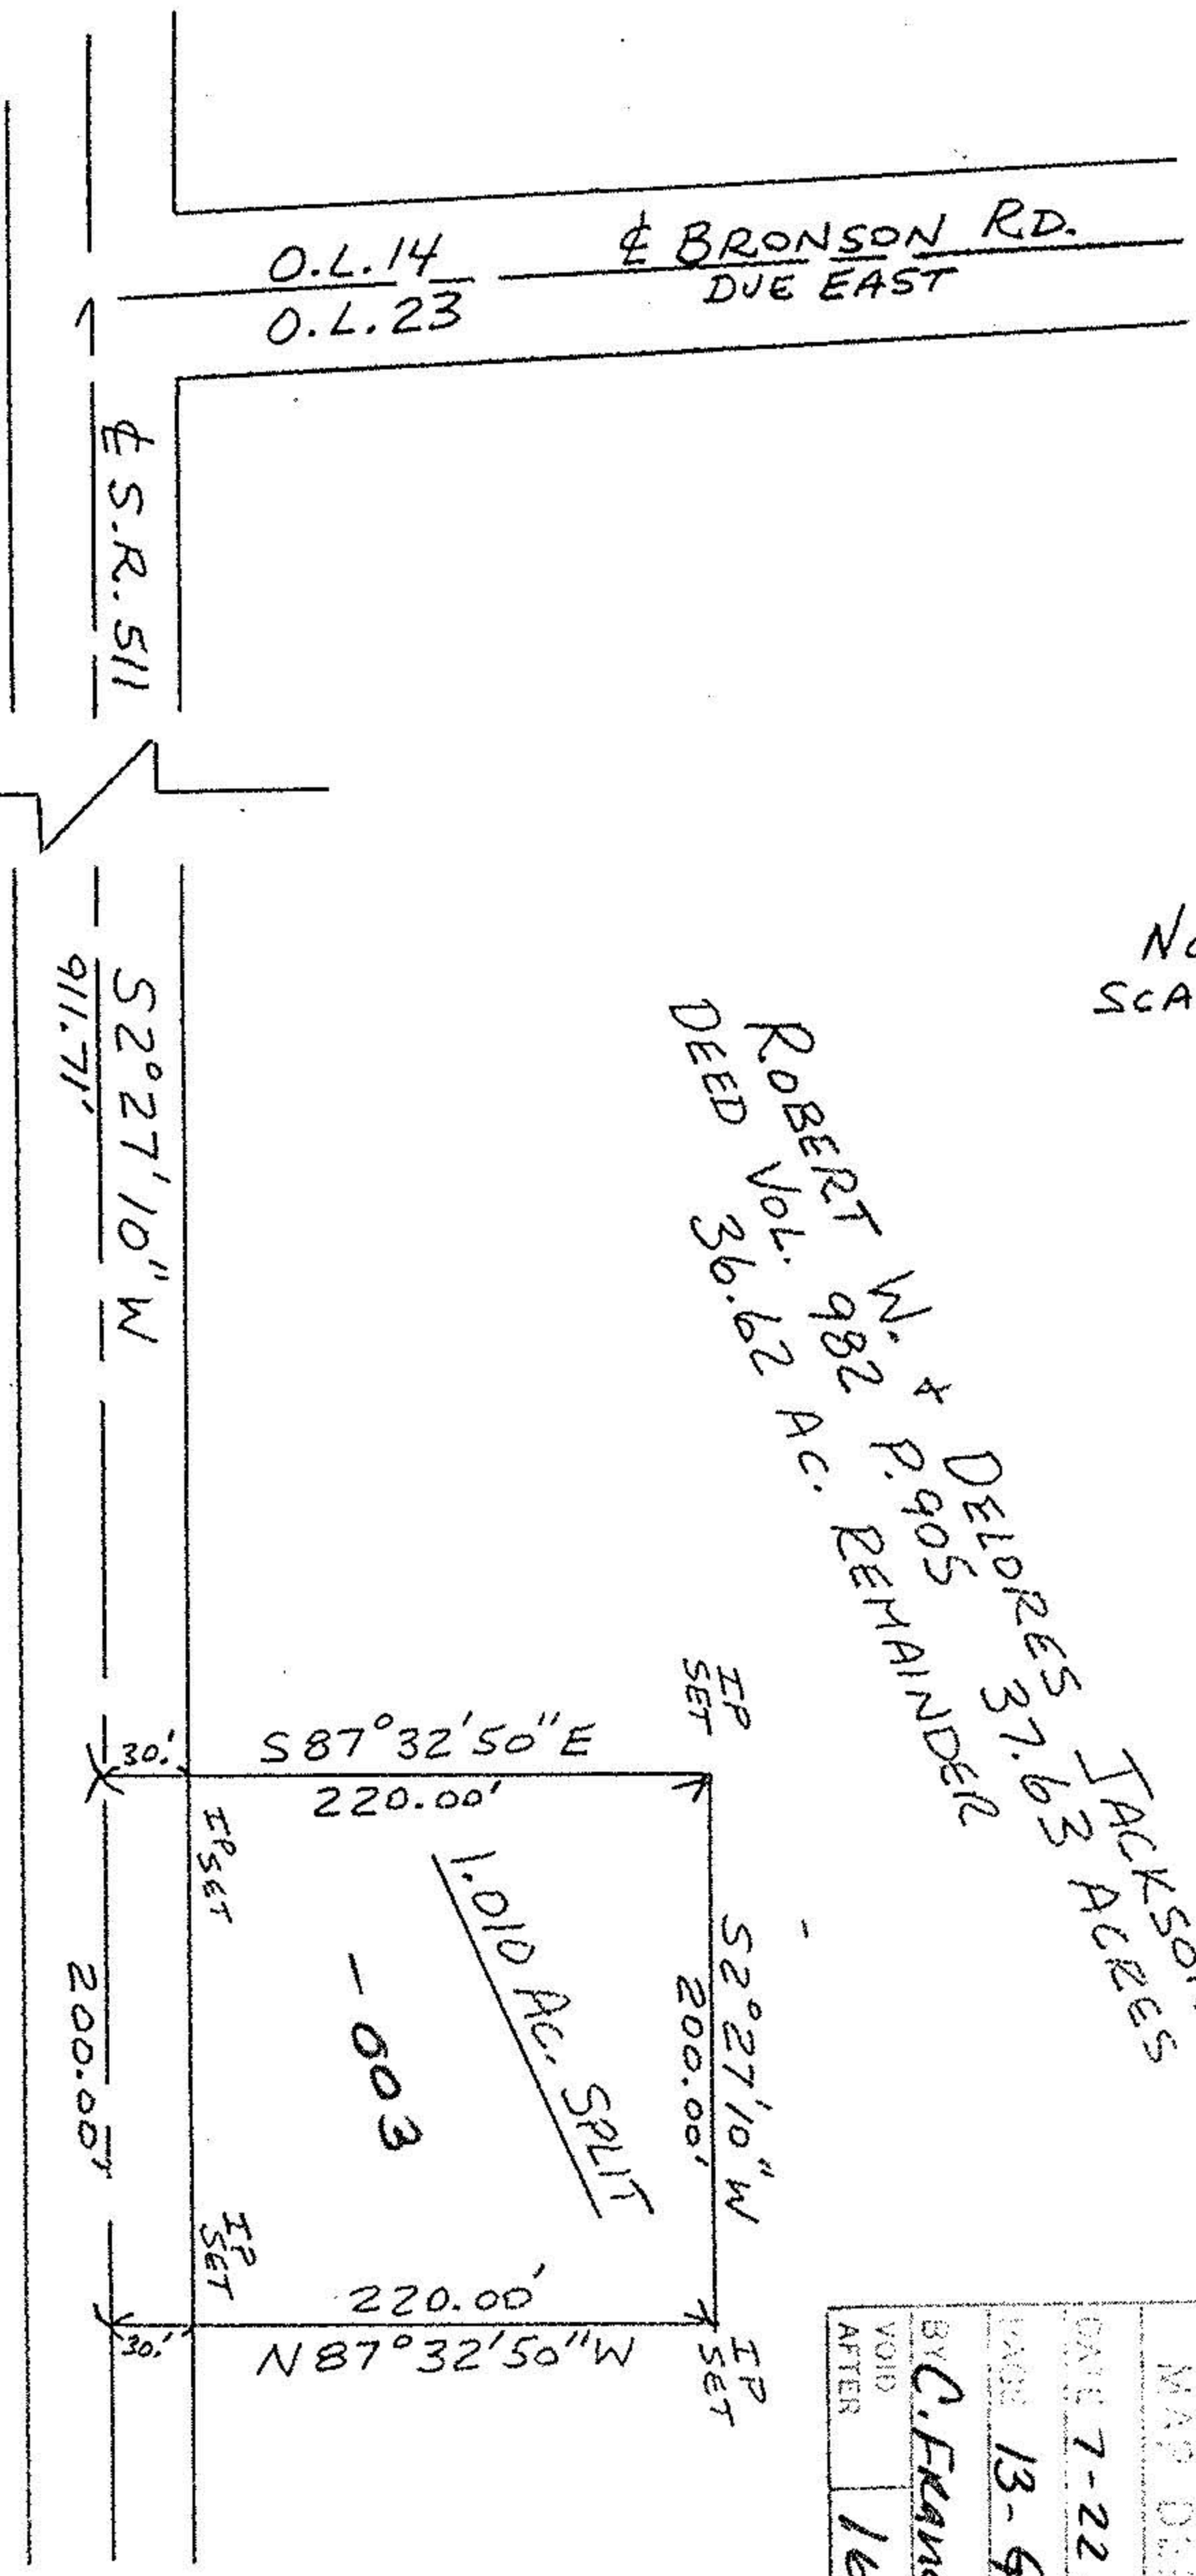 O.L. 14
O.L. 23
₵ BRONSON RD.
DUE EAST
₵ S.R. 511
S2°27'10"W
911.71'
ROBERT W. & DELORES JACKSON
DEED VOL. 982 P. 905 37.63 ACRES
36.62 AC. REMAINDER
IP
SET
30.'
S87°32'50"E
220.00'
IP SET
1.010 AC. SPLIT
S2°27'10"W
200.00'
-003
200.00'
IP
SET
30.'
220.00'
N87°32'50"W
IP
SET
MAP
DATE 7-22
PAGE 13-
BY C.
VOID
AFTER